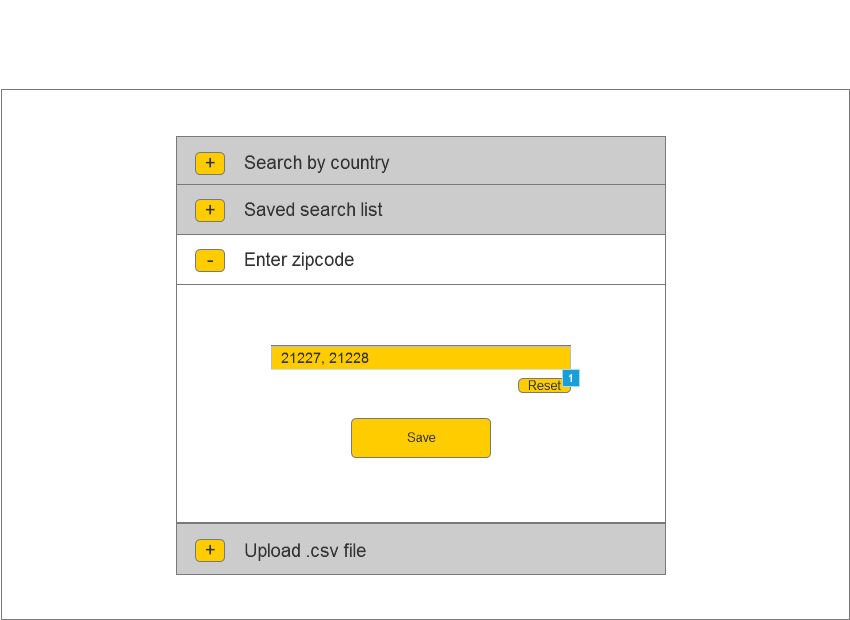 + Search by country
+ Saved search list
- Enter zipcode
21227, 21228
Reset 1
Save
+ Upload .csv file